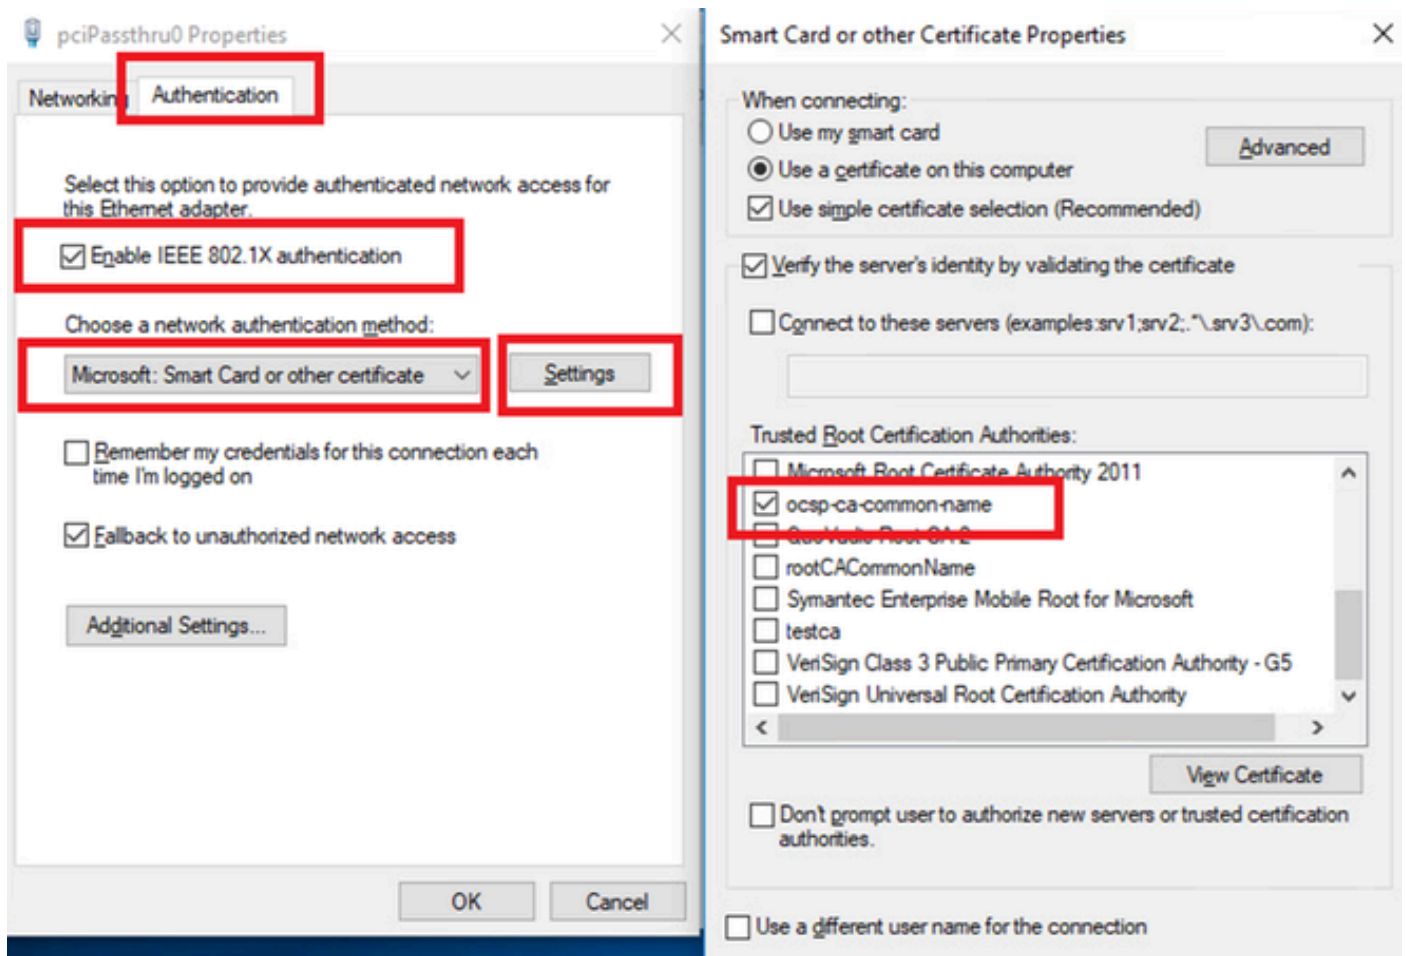 pciPassthru0 Properties
Networking
Authentication
Select this option to provide authenticated network access for
this Ethernet adapter.
Enable IEEE 802.1X authentication
Choose a network authentication method:
Microsoft: Smart Card or other certificate
Settings
Remember my credentials for this connection each
time I'm logged on
Fallback to unauthorized network access
Additional Settings...
OK
Cancel
Smart Card or other Certificate Properties
When connecting:
Use my smart card
Advanced
Use a certificate on this computer
Use simple certificate selection (Recommended)
Verify the server's identity by validating the certificate
Connect to these servers (examples:srv1;srv2;.*\.srv3\.com):
Trusted Root Certification Authorities:
Microsoft Root Certificate Authority 2011
ocsp-ca-common-name
QuoVadis Root CA 2
rootCACommonName
Symantec Enterprise Mobile Root for Microsoft
testca
VeriSign Class 3 Public Primary Certification Authority - G5
VeriSign Universal Root Certification Authority
View Certificate
Don't prompt user to authorize new servers or trusted certification
authorities.
Use a different user name for the connection